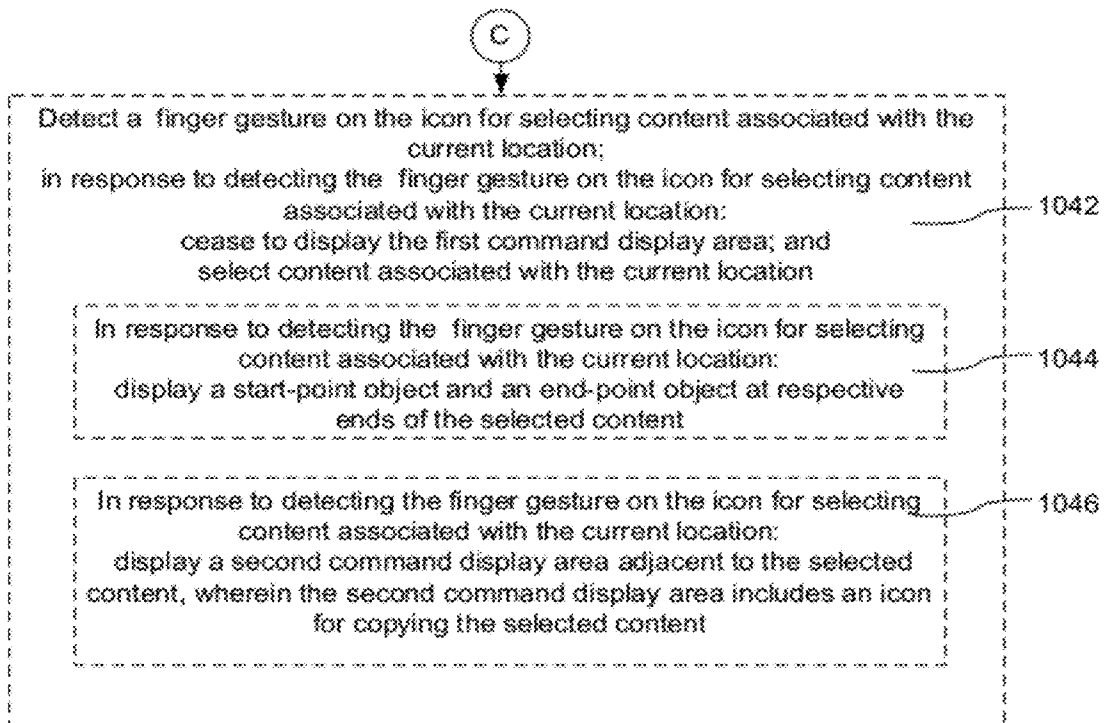 C
Detect a finger gesture on the icon for selecting content associated with the
current location;
in response to detecting the finger gesture on the icon for selecting content
associated with the current location:
cease to display the first command display area; and
select content associated with the current location
1042
In response to detecting the finger gesture on the icon for selecting
content associated with the current location:
display a start-point object and an end-point object at respective
ends of the selected content
1044
In response to detecting the finger gesture on the icon for selecting
content associated with the current location:
display a second command display area adjacent to the selected
content, wherein the second command display area includes an icon
for copying the selected content
1046